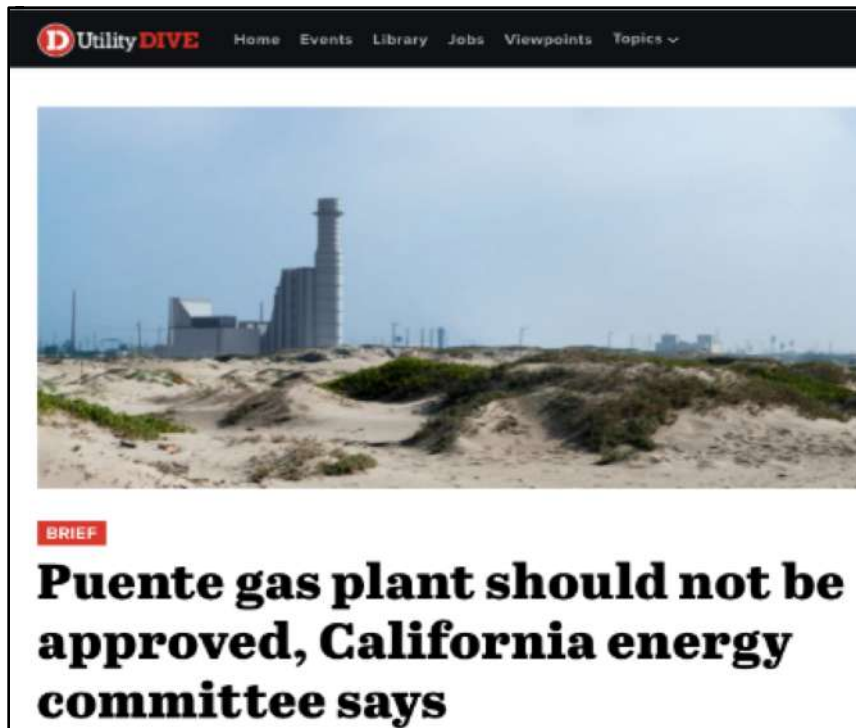 D Utility DIVE Home Events Library Jobs Viewpoints Topics
BRIEF
Puente gas plant should not be
approved, California energy
committee says